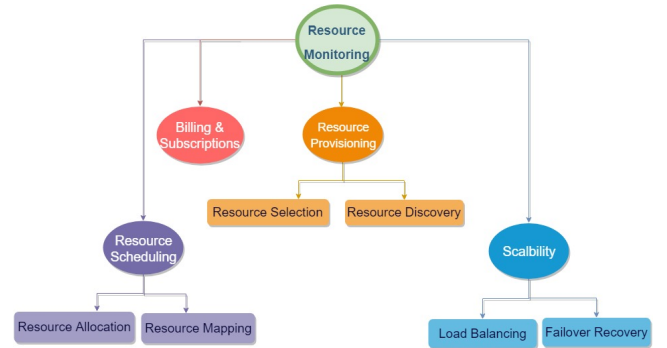 Resource
Monitoring
Billing &
Subscriptions
Resource
Provisioning
Resource Selection
Resource Discovery
Resource
Scheduling
Scalbility
Resource Allocation
Resource Mapping
Load Balancing
Failover Recovery